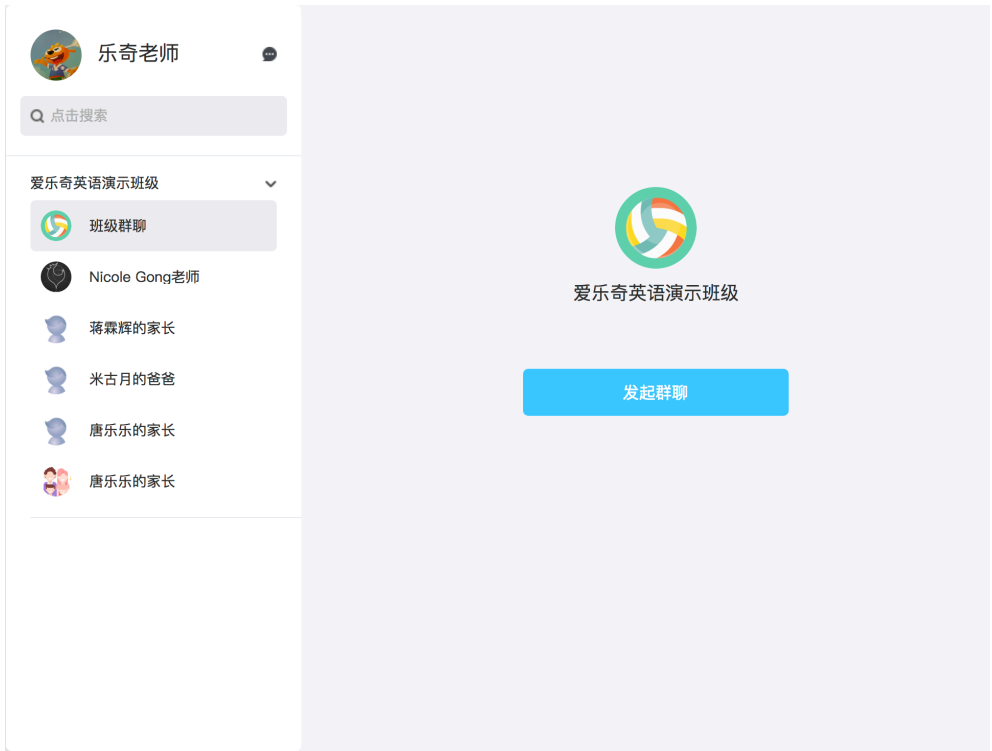 乐奇老师
点击搜索
爱乐奇英语演示班级
班级群聊
Nicole Gong老师
蒋霖辉的家长
米古月的爸爸
唐乐乐的家长
唐乐乐的家长
爱乐奇英语演示班级
发起群聊